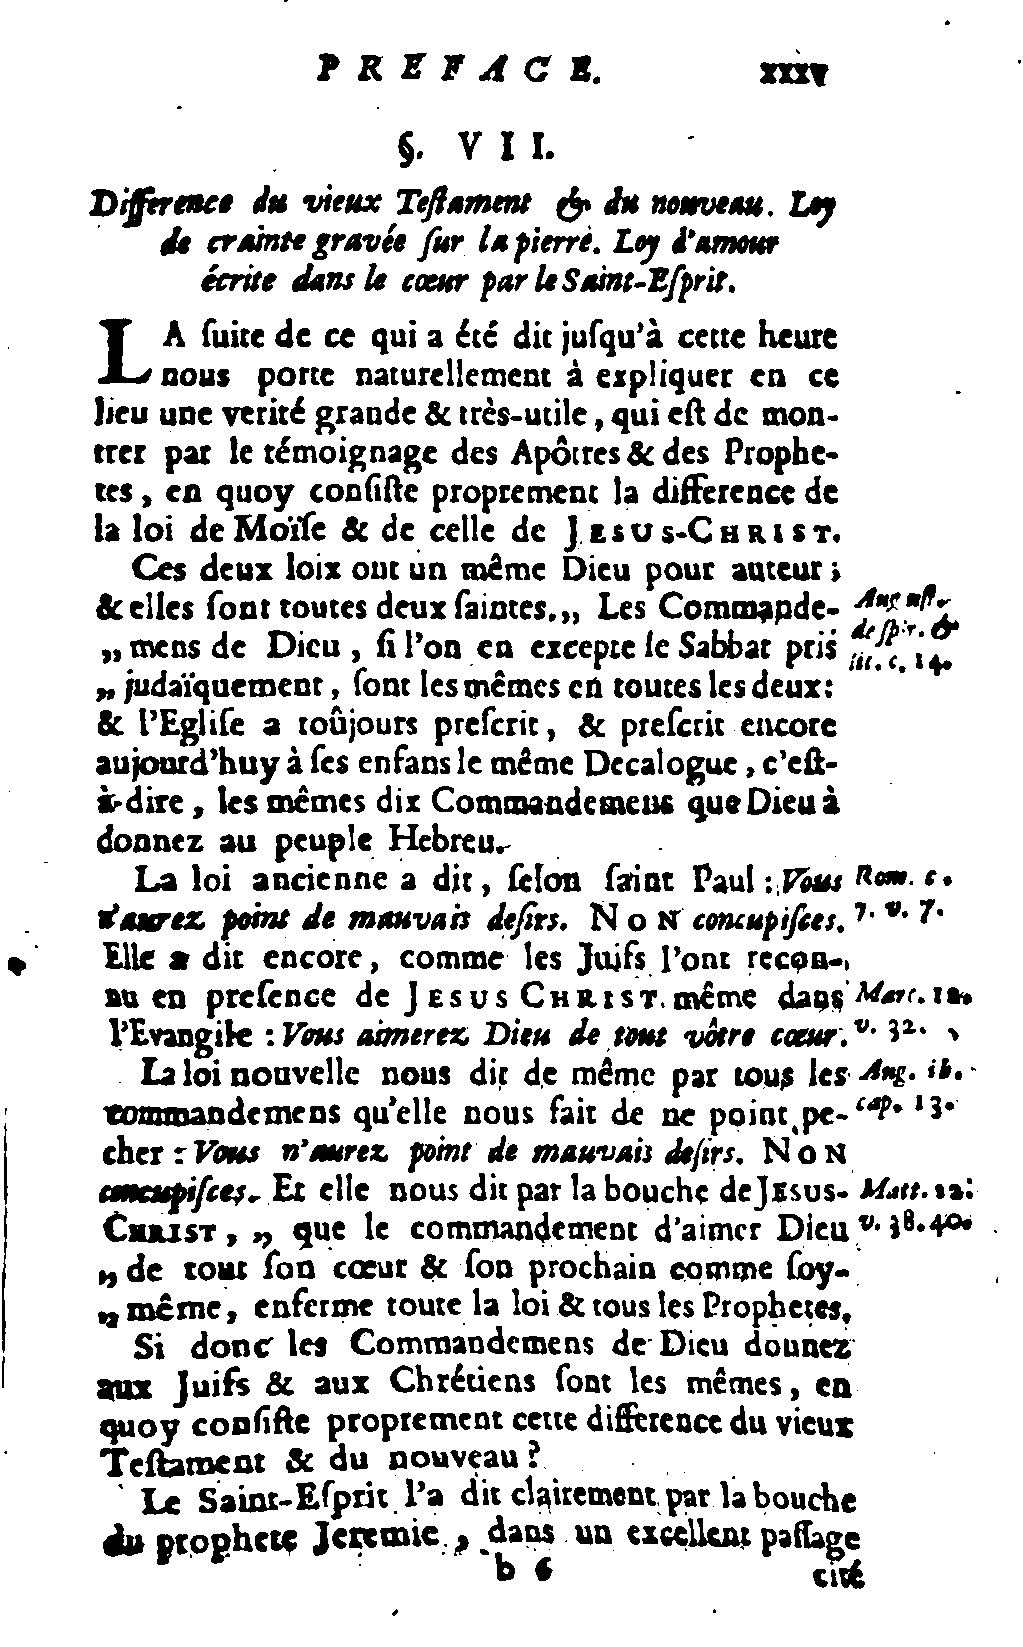 PREFACE. xxxv
§. VII.
Difference du vieux Teſtament & du nouveau. Loy
de crainte gravée ſur la pierre. Loy d'amour
écrite dans le cœur par le Saint-Eſprit.
LA ſuite de ce qui a été dit juſqu'à cette heure
nous porte naturellement à expliquer en ce
lieu une verité grande & très-utile, qui eſt de mon-
trer par le témoignage des Apôtres & des Prophe-
tes, en quoy conſiſte proprement la difference de
la loi de Moïſe & de celle de JESUS-CHRIST.
Ces deux loix ont un même Dieu pour auteur;
& elles ſont toutes deux ſaintes. „ Les Commande-
„ mens de Dieu, ſi l'on en excepte le Sabbat pris
„ judaïquement, ſont les mêmes en toutes les deux:
& l'Egliſe a toûjours preſcrit, & preſcrit encore
aujourd'huy à ſes enfans le même Decalogue, c'eſt-
à-dire, les mêmes dix Commandemens que Dieu à
donnez au peuple Hebreu.
La loi ancienne a dit, ſelon ſaint Paul: Vous
n'aurez point de mauvais deſirs. NON concupiſces.
Elle a dit encore, comme les Juifs l'ont recon-
nu en preſence de JESUS CHRIST même dans
l'Evangile: Vous aimerez Dieu de tout vôtre cœur.
La loi nouvelle nous dit de même par tous les
commandemens qu'elle nous fait de ne point pe-
cher: Vous n'aurez point de mauvais deſirs. NON
concupiſces. Et elle nous dit par la bouche de JESUS-
CHRIST, „ que le commandement d'aimer Dieu
„ de tout ſon cœur & ſon prochain comme ſoy-
„ même, enferme toute la loi & tous les Prophetes.
Si donc les Commandemens de Dieu donnez
aux Juifs & aux Chrétiens ſont les mêmes, en
quoy conſiſte proprement cette difference du vieux
Teſtament & du nouveau?
Le Saint-Eſprit l'a dit clairement par la bouche
du prophete Jeremie, dans un excellent paſſage
b 6 cité
Auguſt.
de ſpir. &
lit. c. 14.
Rom. c.
7. v. 7.
Marc. 12.
v. 32.
Aug. ib.
cap. 13.
Matt. 22.
v. 38. 40.